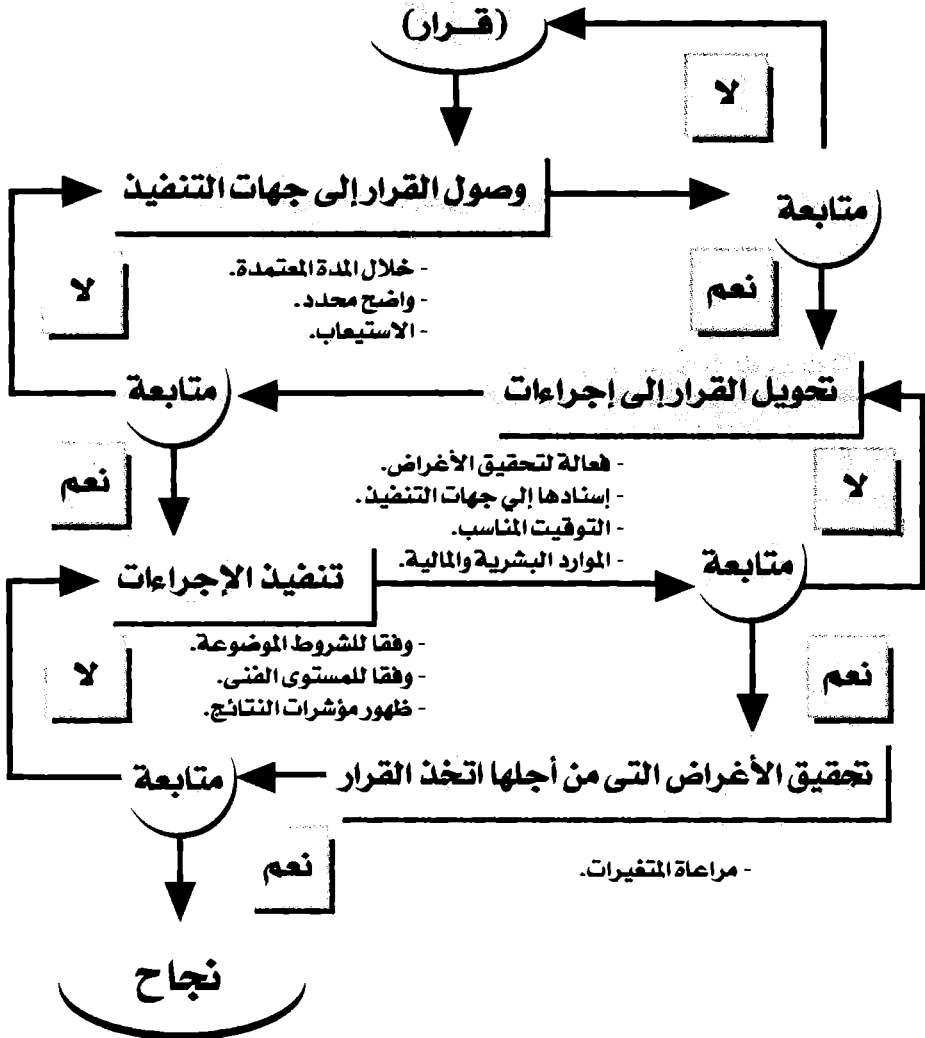 (قــرار)
لا
وصول القرار إلى جهات التنفيذ
متابعة
- خلال المدة المعتمدة.
- واضح محدد.
- الاستيعاب.
لا
نعم
تحويل القرار إلى إجراءات
متابعة
- فعالة لتحقيق الأغراض.
- إسنادها إلي جهات التنفيذ.
- التوقيت المناسب.
- الموارد البشرية والمالية.
لا
نعم
تنفيذ الإجراءات
متابعة
- وفقا للشروط الموضوعة.
- وفقا للمستوى الفنى.
- ظهور مؤشرات النتائج.
لا
نعم
تحقيق الأغراض التى من أجلها اتخذ القرار
متابعة
- مراعاة المتغيرات.
نعم
نجاح